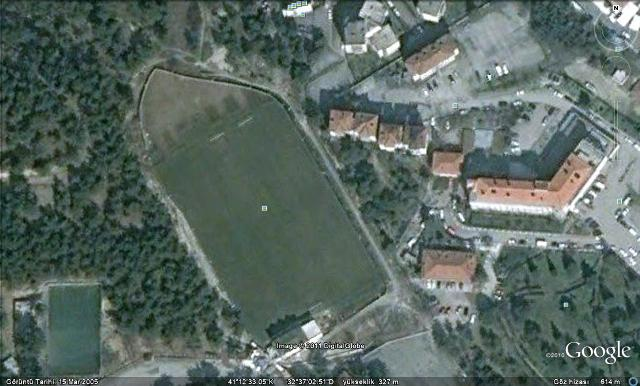 N
Image © 2011 DigitalGlobe
©2010 Google
Görüntü Tarihi: 15 Mar 2005 41°12'33.05"K 32°37'02.51"D yükseklik 327 m Göz hizası 614 m